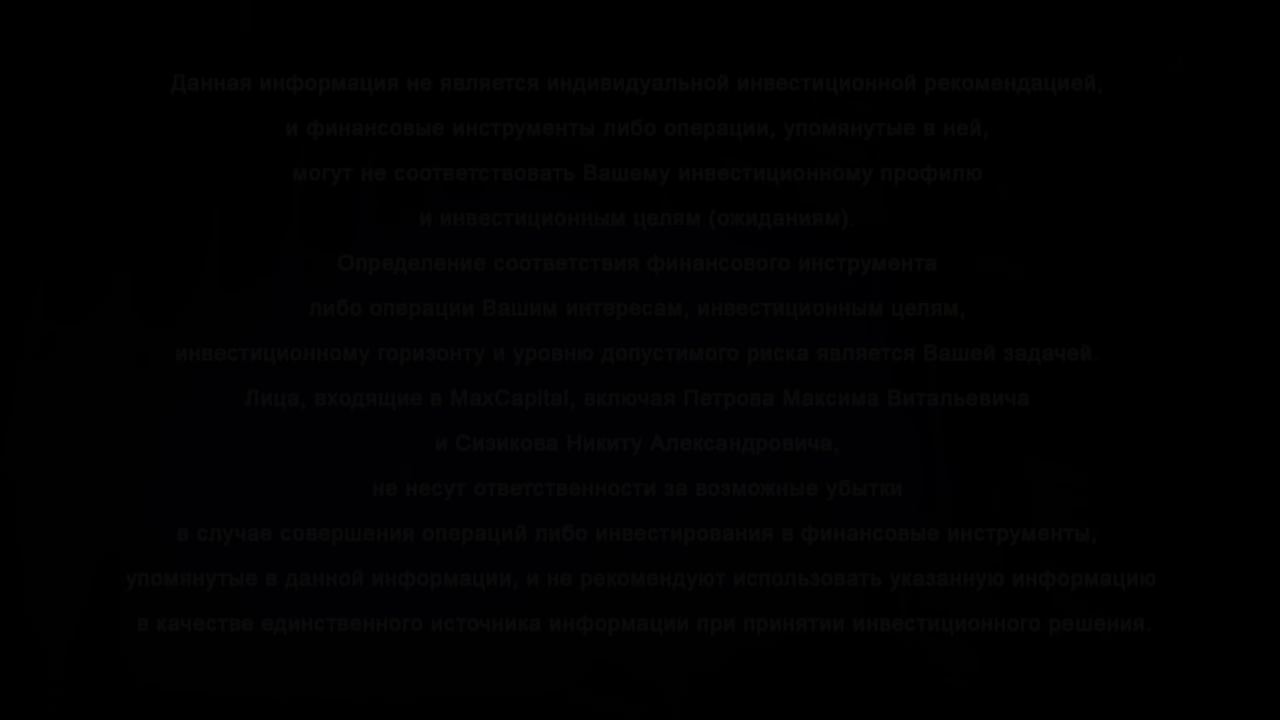 Данная информация не является индивидуальной инвестиционной рекомендацией,
и финансовые инструменты либо операции, упомянутые в ней,
могут не соответствовать Вашему инвестиционному профилю
и инвестиционным целям (ожиданиям).
Определение соответствия финансового инструмента
либо операции Вашим интересам, инвестиционным целям,
инвестиционному горизонту и уровню допустимого риска является Вашей задачей.
Лица, входящие в MaxCapital, включая Петрова Максима Витальевича
и Сизикова Никиту Александровича,
не несут ответственности за возможные убытки
в случае совершения операций либо инвестирования в финансовые инструменты,
упомянутые в данной информации, и не рекомендуют использовать указанную информацию
в качестве единственного источника информации при принятии инвестиционного решения.